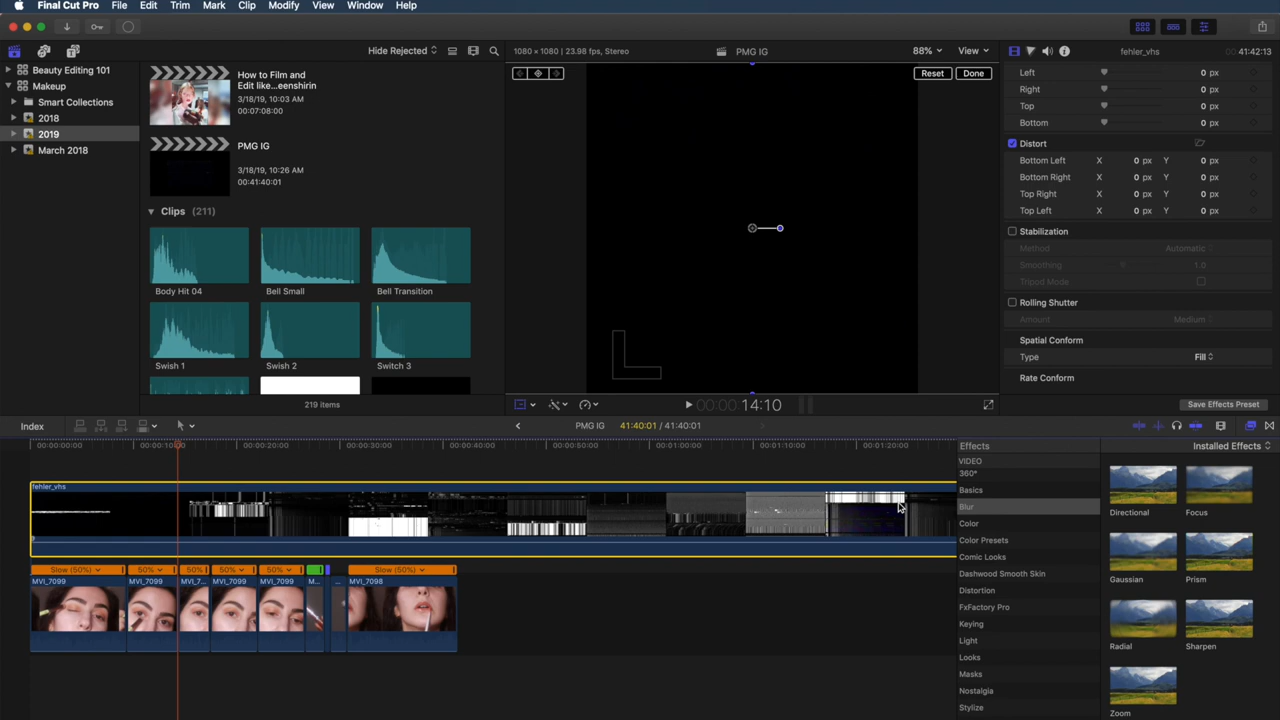 Final Cut Pro File Edit Trim Mark Clip Modify View Window Help
Hide Rejected
1080 × 1080 | 23.98 fps, Stereo
PMG IG
88%
View
fehler_vhs
41:42:13
Beauty Editing 101
Makeup
Smart Collections
2018
2019
March 2018
How to Film and
Edit like...eenshirin
3/18/19, 10:03 AM
00:07:08:00
PMG IG
3/18/19, 10:26 AM
00:41:40:01
Clips (211)
Body Hit 04
Bell Small
Bell Transition
Swish 1
Swish 2
Switch 3
219 items
Reset
Done
00:00:00 14:10
Left 0 px
Right 0 px
Top 0 px
Bottom 0 px
Distort
Bottom Left X 0 px Y 0 px
Bottom Right X 0 px Y 0 px
Top Right X 0 px Y 0 px
Top Left X 0 px Y 0 px
Stabilization
Method Automatic
Smoothing 1.0
Tripod Mode
Rolling Shutter
Amount Medium
Spatial Conform
Type Fill
Rate Conform
Save Effects Preset
Index
PMG IG
41:40:01 / 41:40:01
00:00:00:00
00:00:10:00
00:00:20:00
00:00:30:00
00:00:40:00
00:00:50:00
00:01:00:00
00:01:10:00
00:01:20:00
fehler_vhs
Slow (50%)
50%
50%
50%
50%
Slow (50%)
MVI_7099
MVI_7099
MVI_7...
MVI_7099
MVI_7099
M...
...
MVI_7098
Effects
Installed Effects
VIDEO
360°
Basics
Blur
Color
Color Presets
Comic Looks
Dashwood Smooth Skin
Distortion
FxFactory Pro
Keying
Light
Looks
Masks
Nostalgia
Stylize
Directional
Focus
Gaussian
Prism
Radial
Sharpen
Zoom